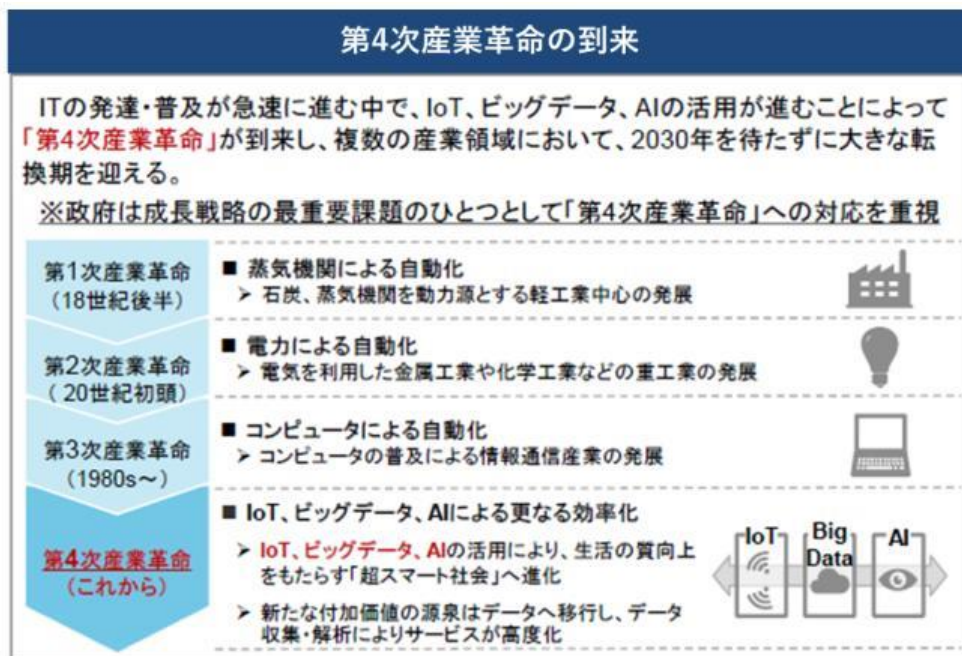 第4次産業革命の到来
ITの発達・普及が急速に進む中で、IoT、ビッグデータ、AIの活用が進むことによって
「第4次産業革命」が到来し、複数の産業領域において、2030年を待たずに大きな転
換期を迎える。
※政府は成長戦略の最重要課題のひとつとして「第4次産業革命」への対応を重視
第1次産業革命
（18世紀後半）
■ 蒸気機関による自動化
➢ 石炭、蒸気機関を動力源とする軽工業中心の発展
第2次産業革命
（ 20世紀初頭）
■ 電力による自動化
➢ 電気を利用した金属工業や化学工業などの重工業の発展
第3次産業革命
（1980s～）
■ コンピュータによる自動化
➢ コンピュータの普及による情報通信産業の発展
第4次産業革命
（これから）
■ IoT、ビッグデータ、AIによる更なる効率化
➢ IoT、ビッグデータ、AIの活用により、生活の質向上
をもたらす「超スマート社会」へ進化
➢ 新たな付加価値の源泉はデータへ移行し、データ
収集・解析によりサービスが高度化
IoT
Big
Data
AI